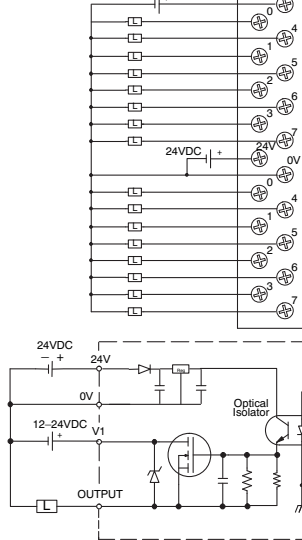 L
0
L
4
L
1
L
5
L
2
L
6
L
3
L
7
24VDC
+
24V
0V
L
0
L
4
L
1
L
5
L
2
L
6
L
3
L
7
24VDC
− +
24V
Reg
0V
Optical
Isolator
12–24VDC
+
V1
OUTPUT
L